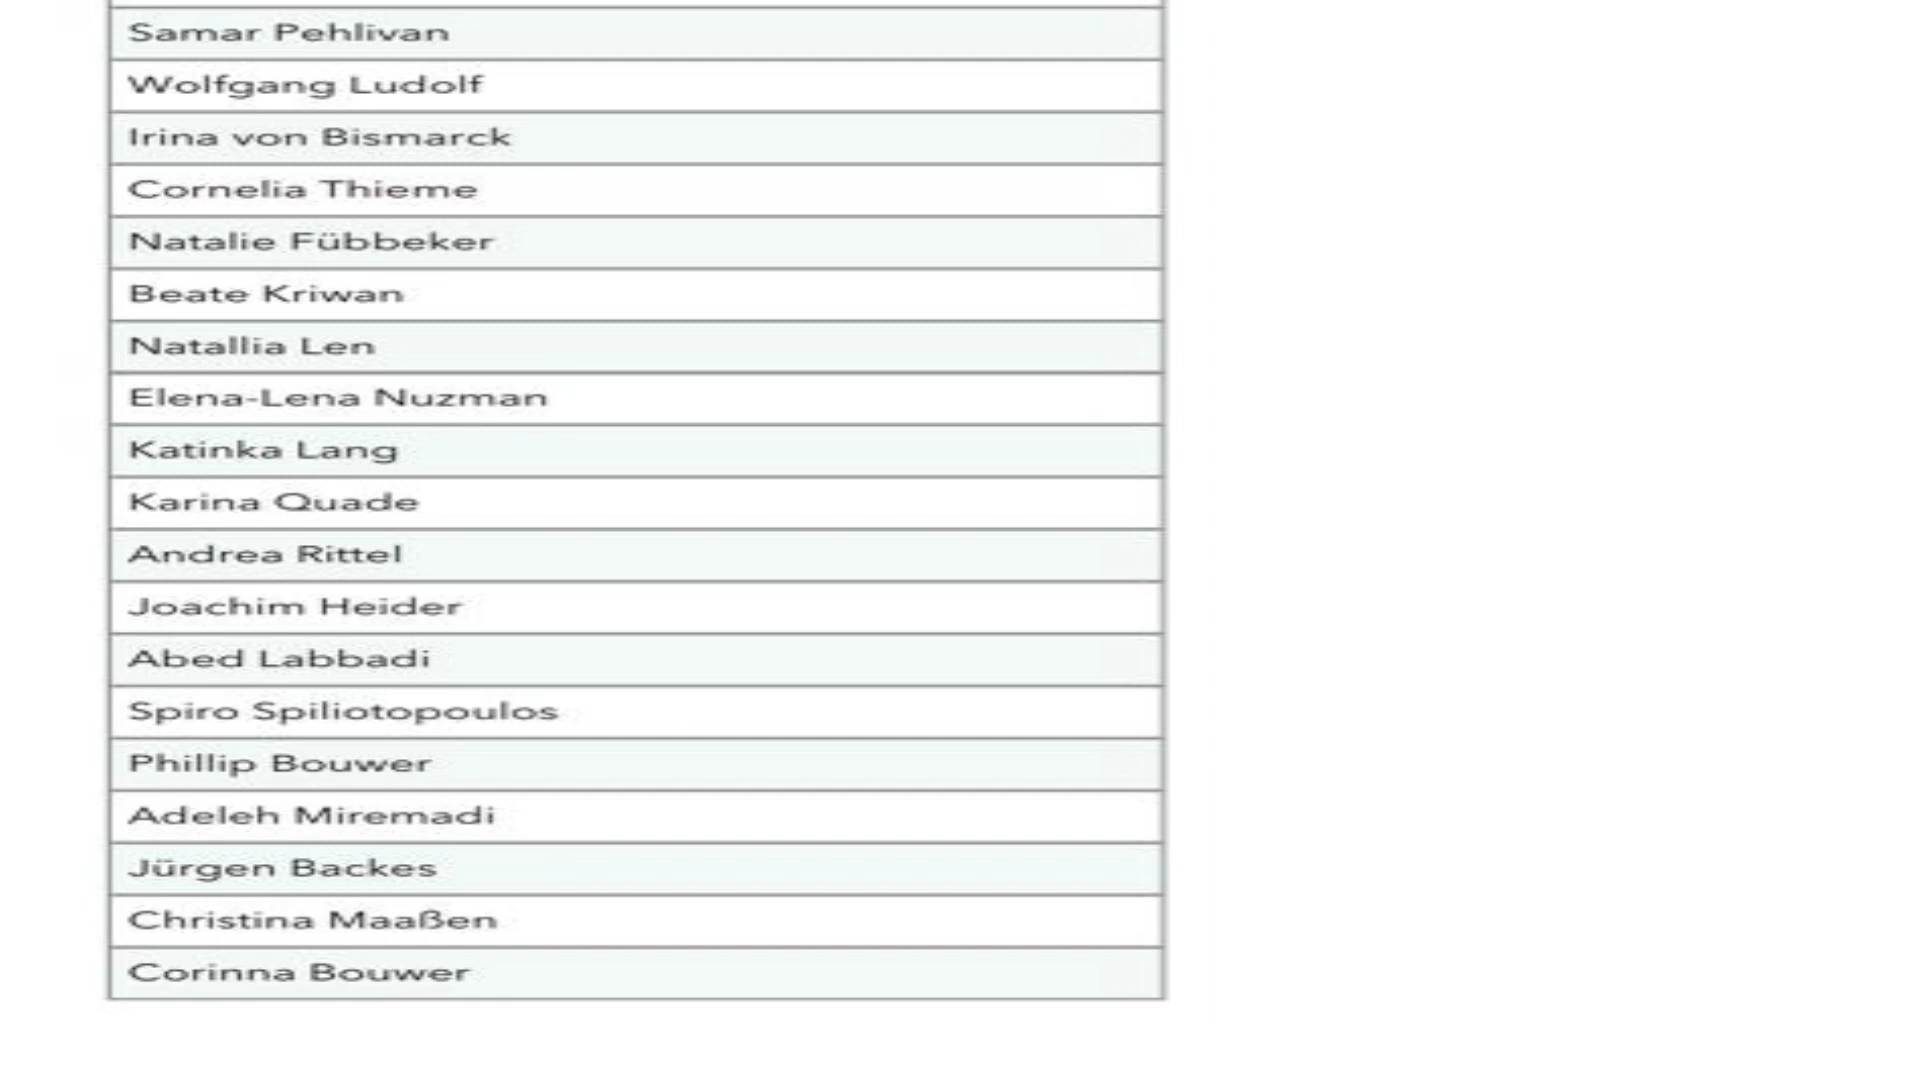 Samar Pehlivan
Wolfgang Ludolf
Irina von Bismarck
Cornelia Thieme
Natalie Fübbeker
Beate Kriwan
Natallia Len
Elena-Lena Nuzman
Katinka Lang
Karina Quade
Andrea Rittel
Joachim Heider
Abed Labbadi
Spiro Spiliotopoulos
Phillip Bouwer
Adeleh Miremadi
Jürgen Backes
Christina Maaßen
Corinna Bouwer